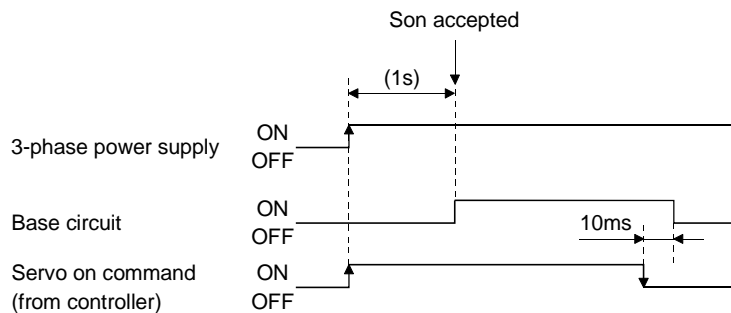 Son accepted
(1s)
3-phase power supply
ON
OFF
Base circuit
ON
OFF
10ms
Servo on command
(from controller)
ON
OFF